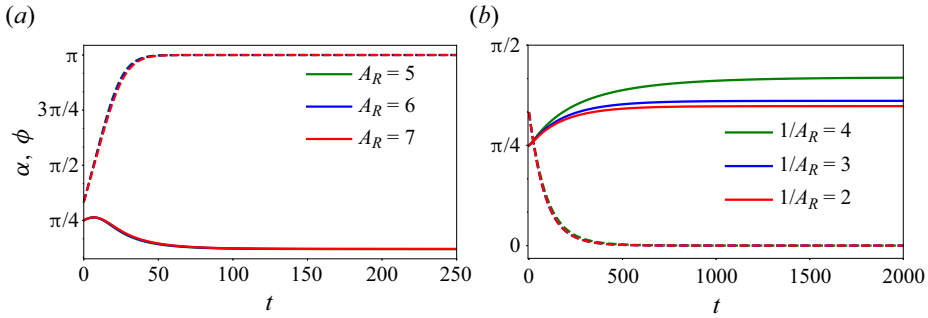 (a)
π
3π/4
π/2
π/4
α, ϕ
A_R = 5
A_R = 6
A_R = 7
0
50
100
150
200
250
t
(b)
π/2
π/4
0
1/A_R = 4
1/A_R = 3
1/A_R = 2
0
500
1000
1500
2000
t